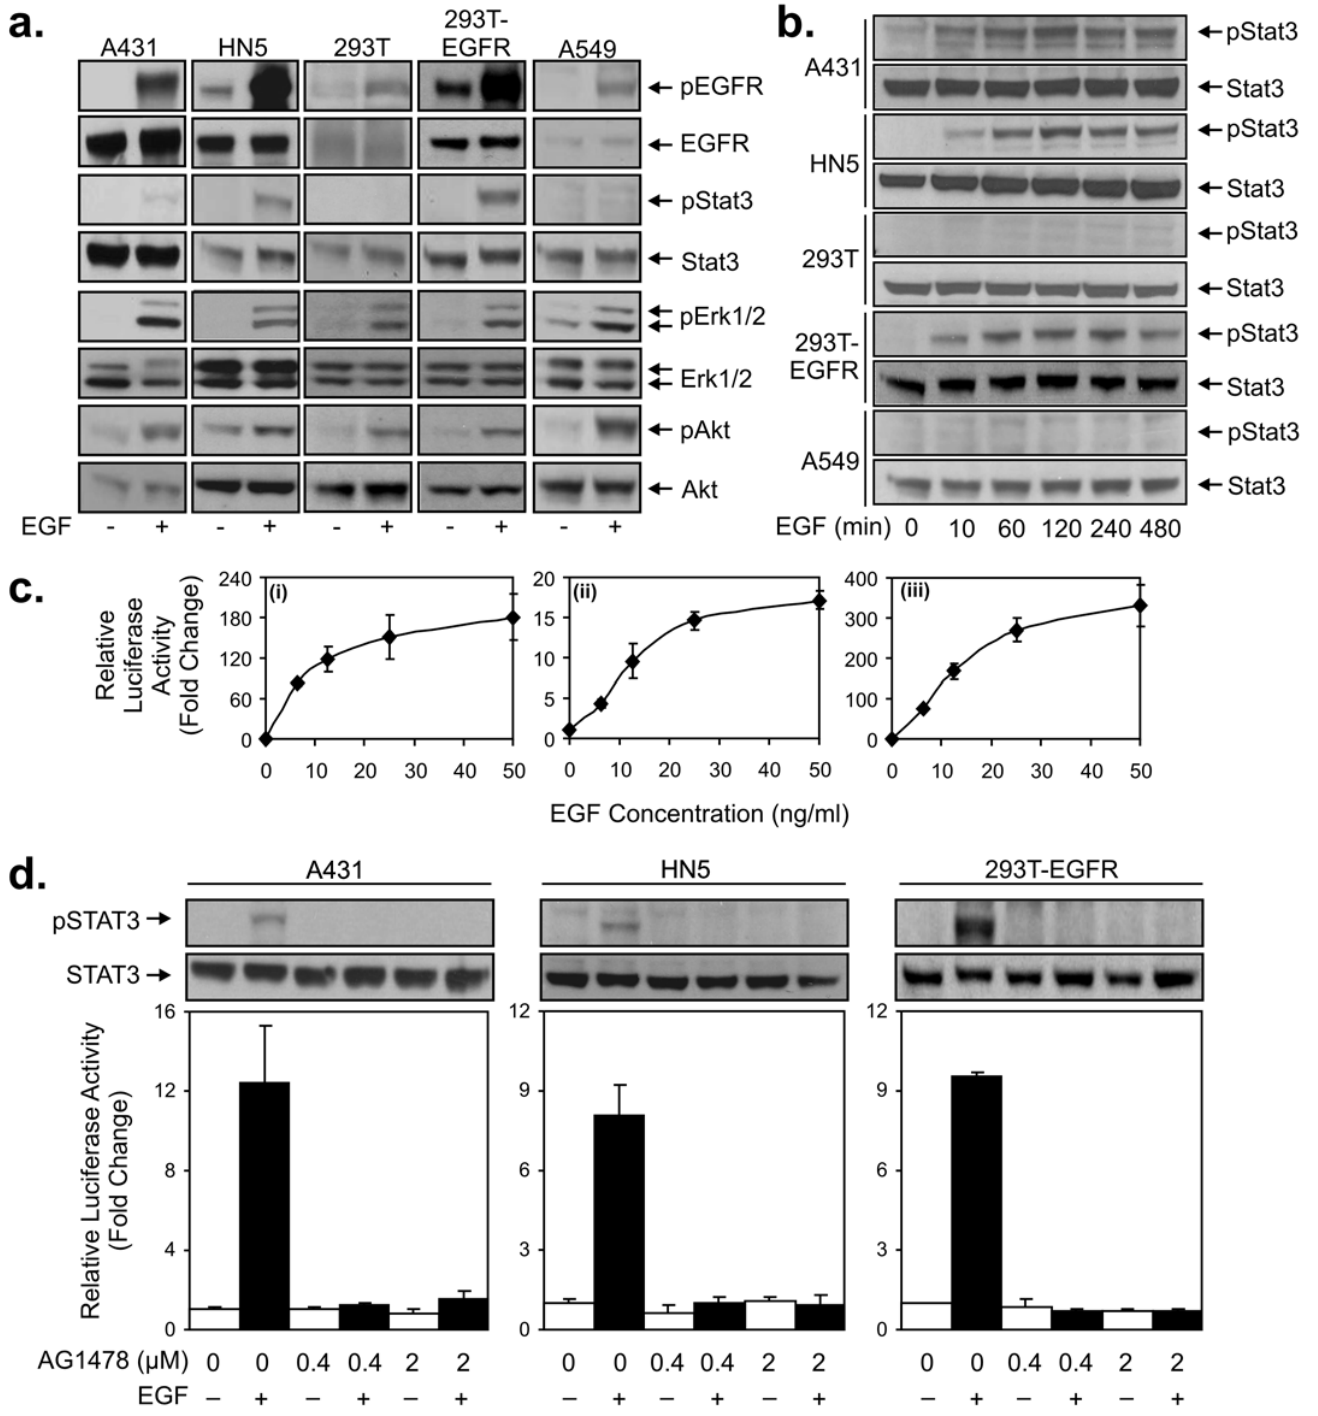 a.
A431 HN5 293T 293T-
EGFR A549
pEGFR
EGFR
pStat3
Stat3
pErk1/2
Erk1/2
pAkt
Akt
EGF - + - + - + - + - +
b.
A431
pStat3
Stat3
HN5
pStat3
Stat3
293T
pStat3
Stat3
293T-
EGFR
pStat3
Stat3
A549
pStat3
Stat3
EGF (min) 0 10 60 120 240 480
c.
Relative
Luciferase
Activity
(Fold Change)
(i)
240
180
120
60
0
0 10 20 30 40 50
(ii)
20
15
10
5
0
0 10 20 30 40 50
(iii)
400
300
200
100
0
0 10 20 30 40 50
EGF Concentration (ng/ml)
d.
A431 HN5 293T-EGFR
pSTAT3
STAT3
Relative Luciferase Activity
(Fold Change)
16
12
8
4
0
12
9
6
3
0
12
9
6
3
0
AG1478 (µM) 0 0 0.4 0.4 2 2 0 0 0.4 0.4 2 2 0 0 0.4 0.4 2 2
EGF – + – + – + – + – + – + – + – + – +